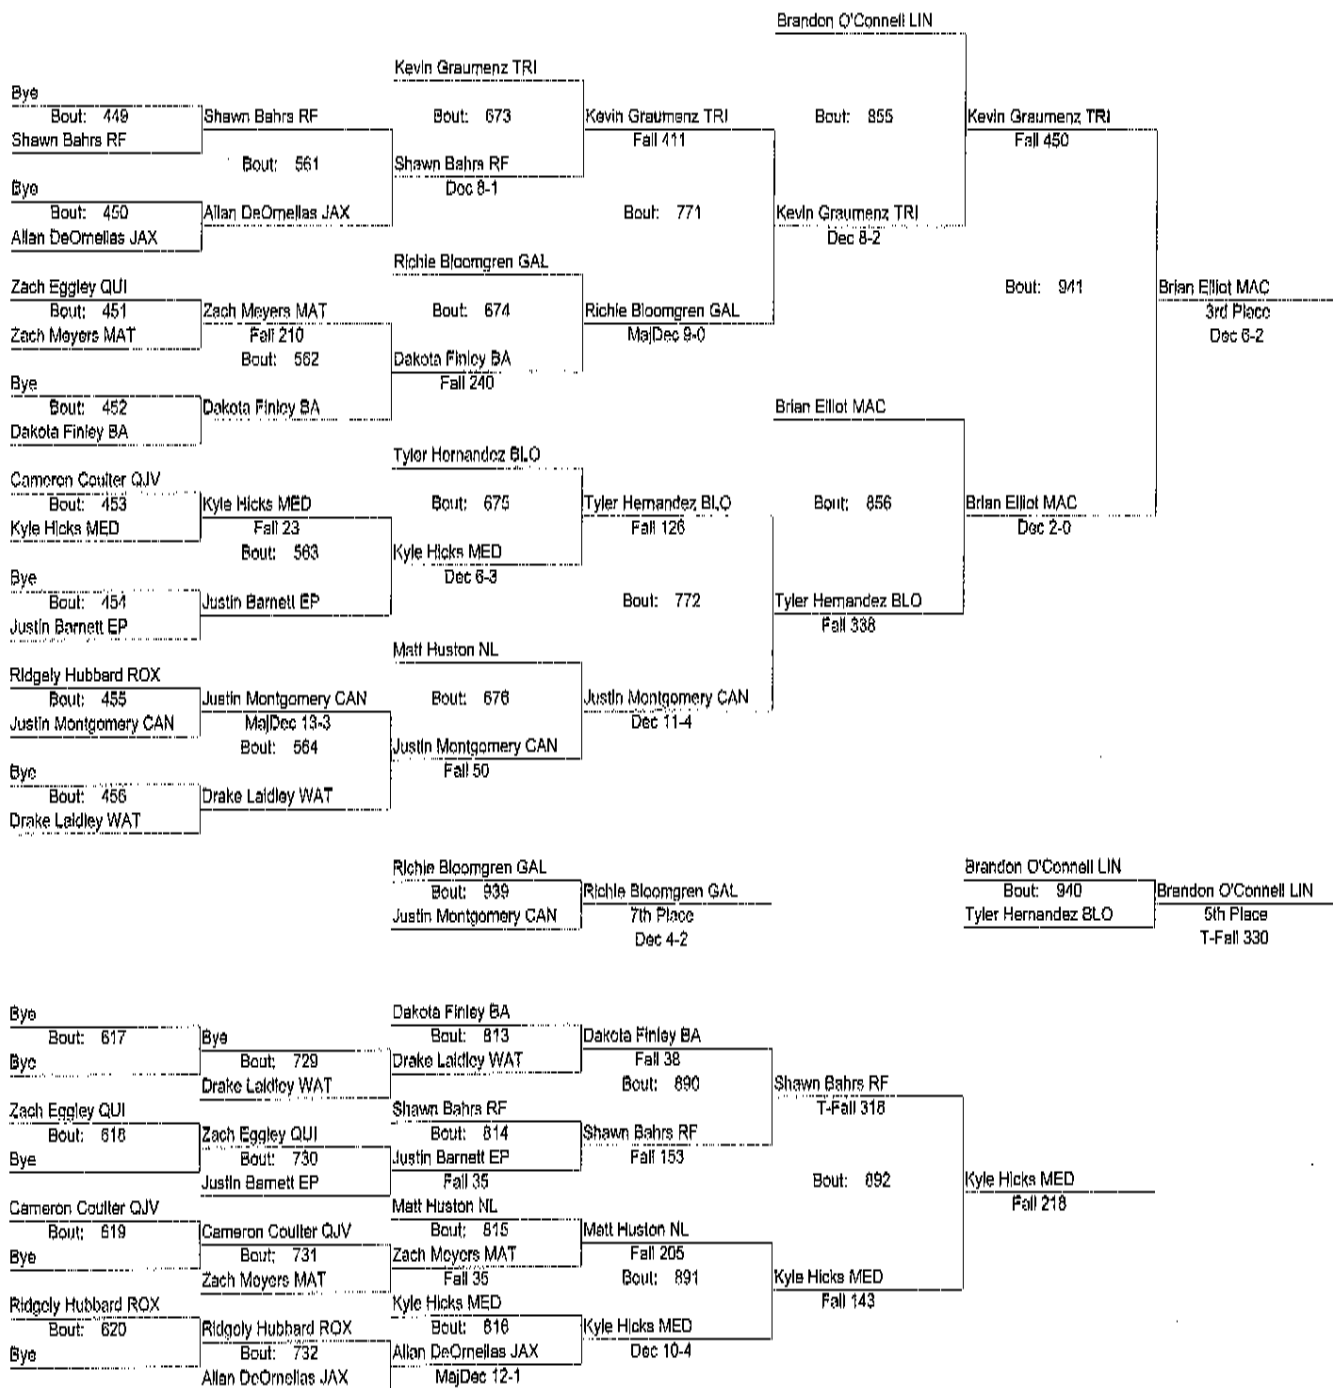 Brandon O'Connell LIN
Kevin Graumenz TRI
Bye
Bout: 449
Shawn Bahrs RF
Shawn Bahrs RF
Bout: 673
Kevin Graumenz TRI
Fall 411
Bout: 855
Kevin Graumenz TRI
Fall 450
Bout: 561
Shawn Bahrs RF
Dec 8-1
Bye
Bout: 450
Allan DeOrnellas JAX
Allan DeOrnellas JAX
Bout: 771
Kevin Graumenz TRI
Dec 8-2
Richie Bloomgren GAL
Zach Eggley QUI
Bout: 451
Zach Meyers MAT
Zach Meyers MAT
Fall 210
Bout: 674
Richie Bloomgren GAL
MajDec 9-0
Bout: 941
Brian Elliot MAC
3rd Place
Dec 6-2
Bout: 562
Dakota Finley BA
Fall 240
Bye
Bout: 452
Dakota Finley BA
Dakota Finley BA
Brian Elliot MAC
Tyler Hernandez BLO
Cameron Coulter QJV
Bout: 453
Kyle Hicks MED
Kyle Hicks MED
Fall 23
Bout: 675
Tyler Hernandez BLO
Fall 126
Bout: 856
Brian Elliot MAC
Dec 2-0
Bout: 563
Kyle Hicks MED
Dec 6-3
Bye
Bout: 454
Justin Barnett EP
Justin Barnett EP
Bout: 772
Tyler Hernandez BLO
Fall 338
Matt Huston NL
Ridgely Hubbard ROX
Bout: 455
Justin Montgomery CAN
Justin Montgomery CAN
MajDec 13-3
Bout: 676
Justin Montgomery CAN
Dec 11-4
Bout: 564
Justin Montgomery CAN
Fall 50
Bye
Bout: 456
Drake Laidley WAT
Drake Laidley WAT
Richie Bloomgren GAL
Bout: 939
Justin Montgomery CAN
Richie Bloomgren GAL
7th Place
Dec 4-2
Brandon O'Connell LIN
Bout: 940
Tyler Hernandez BLO
Brandon O'Connell LIN
5th Place
T-Fall 330
Bye
Bout: 617
Bye
Bye
Bout: 729
Drake Laidley WAT
Dakota Finley BA
Bout: 813
Drake Laidley WAT
Dakota Finley BA
Fall 38
Bout: 890
Shawn Bahrs RF
T-Fall 318
Zach Eggley QUI
Bout: 618
Bye
Zach Eggley QUI
Bout: 730
Justin Barnett EP
Shawn Bahrs RF
Bout: 814
Justin Barnett EP
Fall 35
Shawn Bahrs RF
Fall 153
Bout: 892
Kyle Hicks MED
Fall 218
Cameron Coulter QJV
Bout: 619
Bye
Cameron Coulter QJV
Bout: 731
Zach Meyers MAT
Matt Huston NL
Bout: 815
Zach Meyers MAT
Fall 35
Matt Huston NL
Fall 205
Bout: 891
Kyle Hicks MED
Fall 143
Ridgely Hubbard ROX
Bout: 620
Bye
Ridgely Hubbard ROX
Bout: 732
Allan DeOrnellas JAX
Kyle Hicks MED
Bout: 816
Allan DeOrnellas JAX
MajDec 12-1
Kyle Hicks MED
Dec 10-4